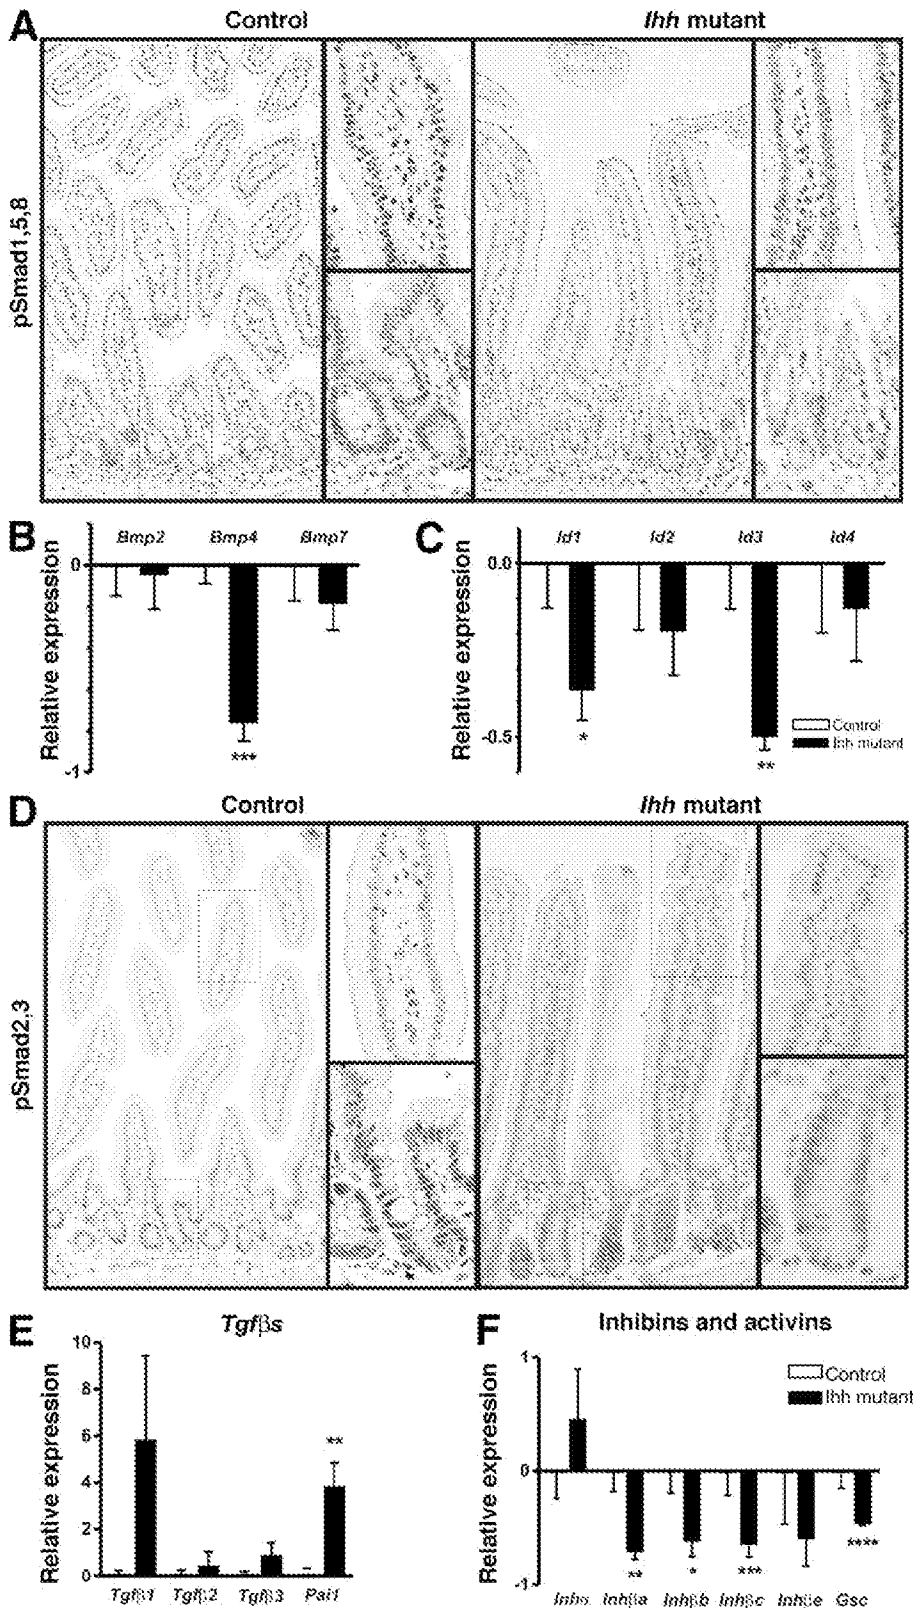 A Control Ihh mutant
pSmad1,5,8
B Bmp2 Bmp4 Bmp7
Relative expression
0
***
-1
C Id1 Id2 Id3 Id4
Relative expression
0.0
-0.5
*
**
Control
Ihh mutant
D Control Ihh mutant
pSmad2,3
E Tgfβs
Relative expression
10
8
6
4
2
0
**
Tgfβ1 Tgfβ2 Tgfβ3 Pai1
F Inhibins and activins
Relative expression
1
0
-1
Control
Ihh mutant
** * *** ****
Inhα Inhβa Inhβb Inhβc Inhβe Gsc